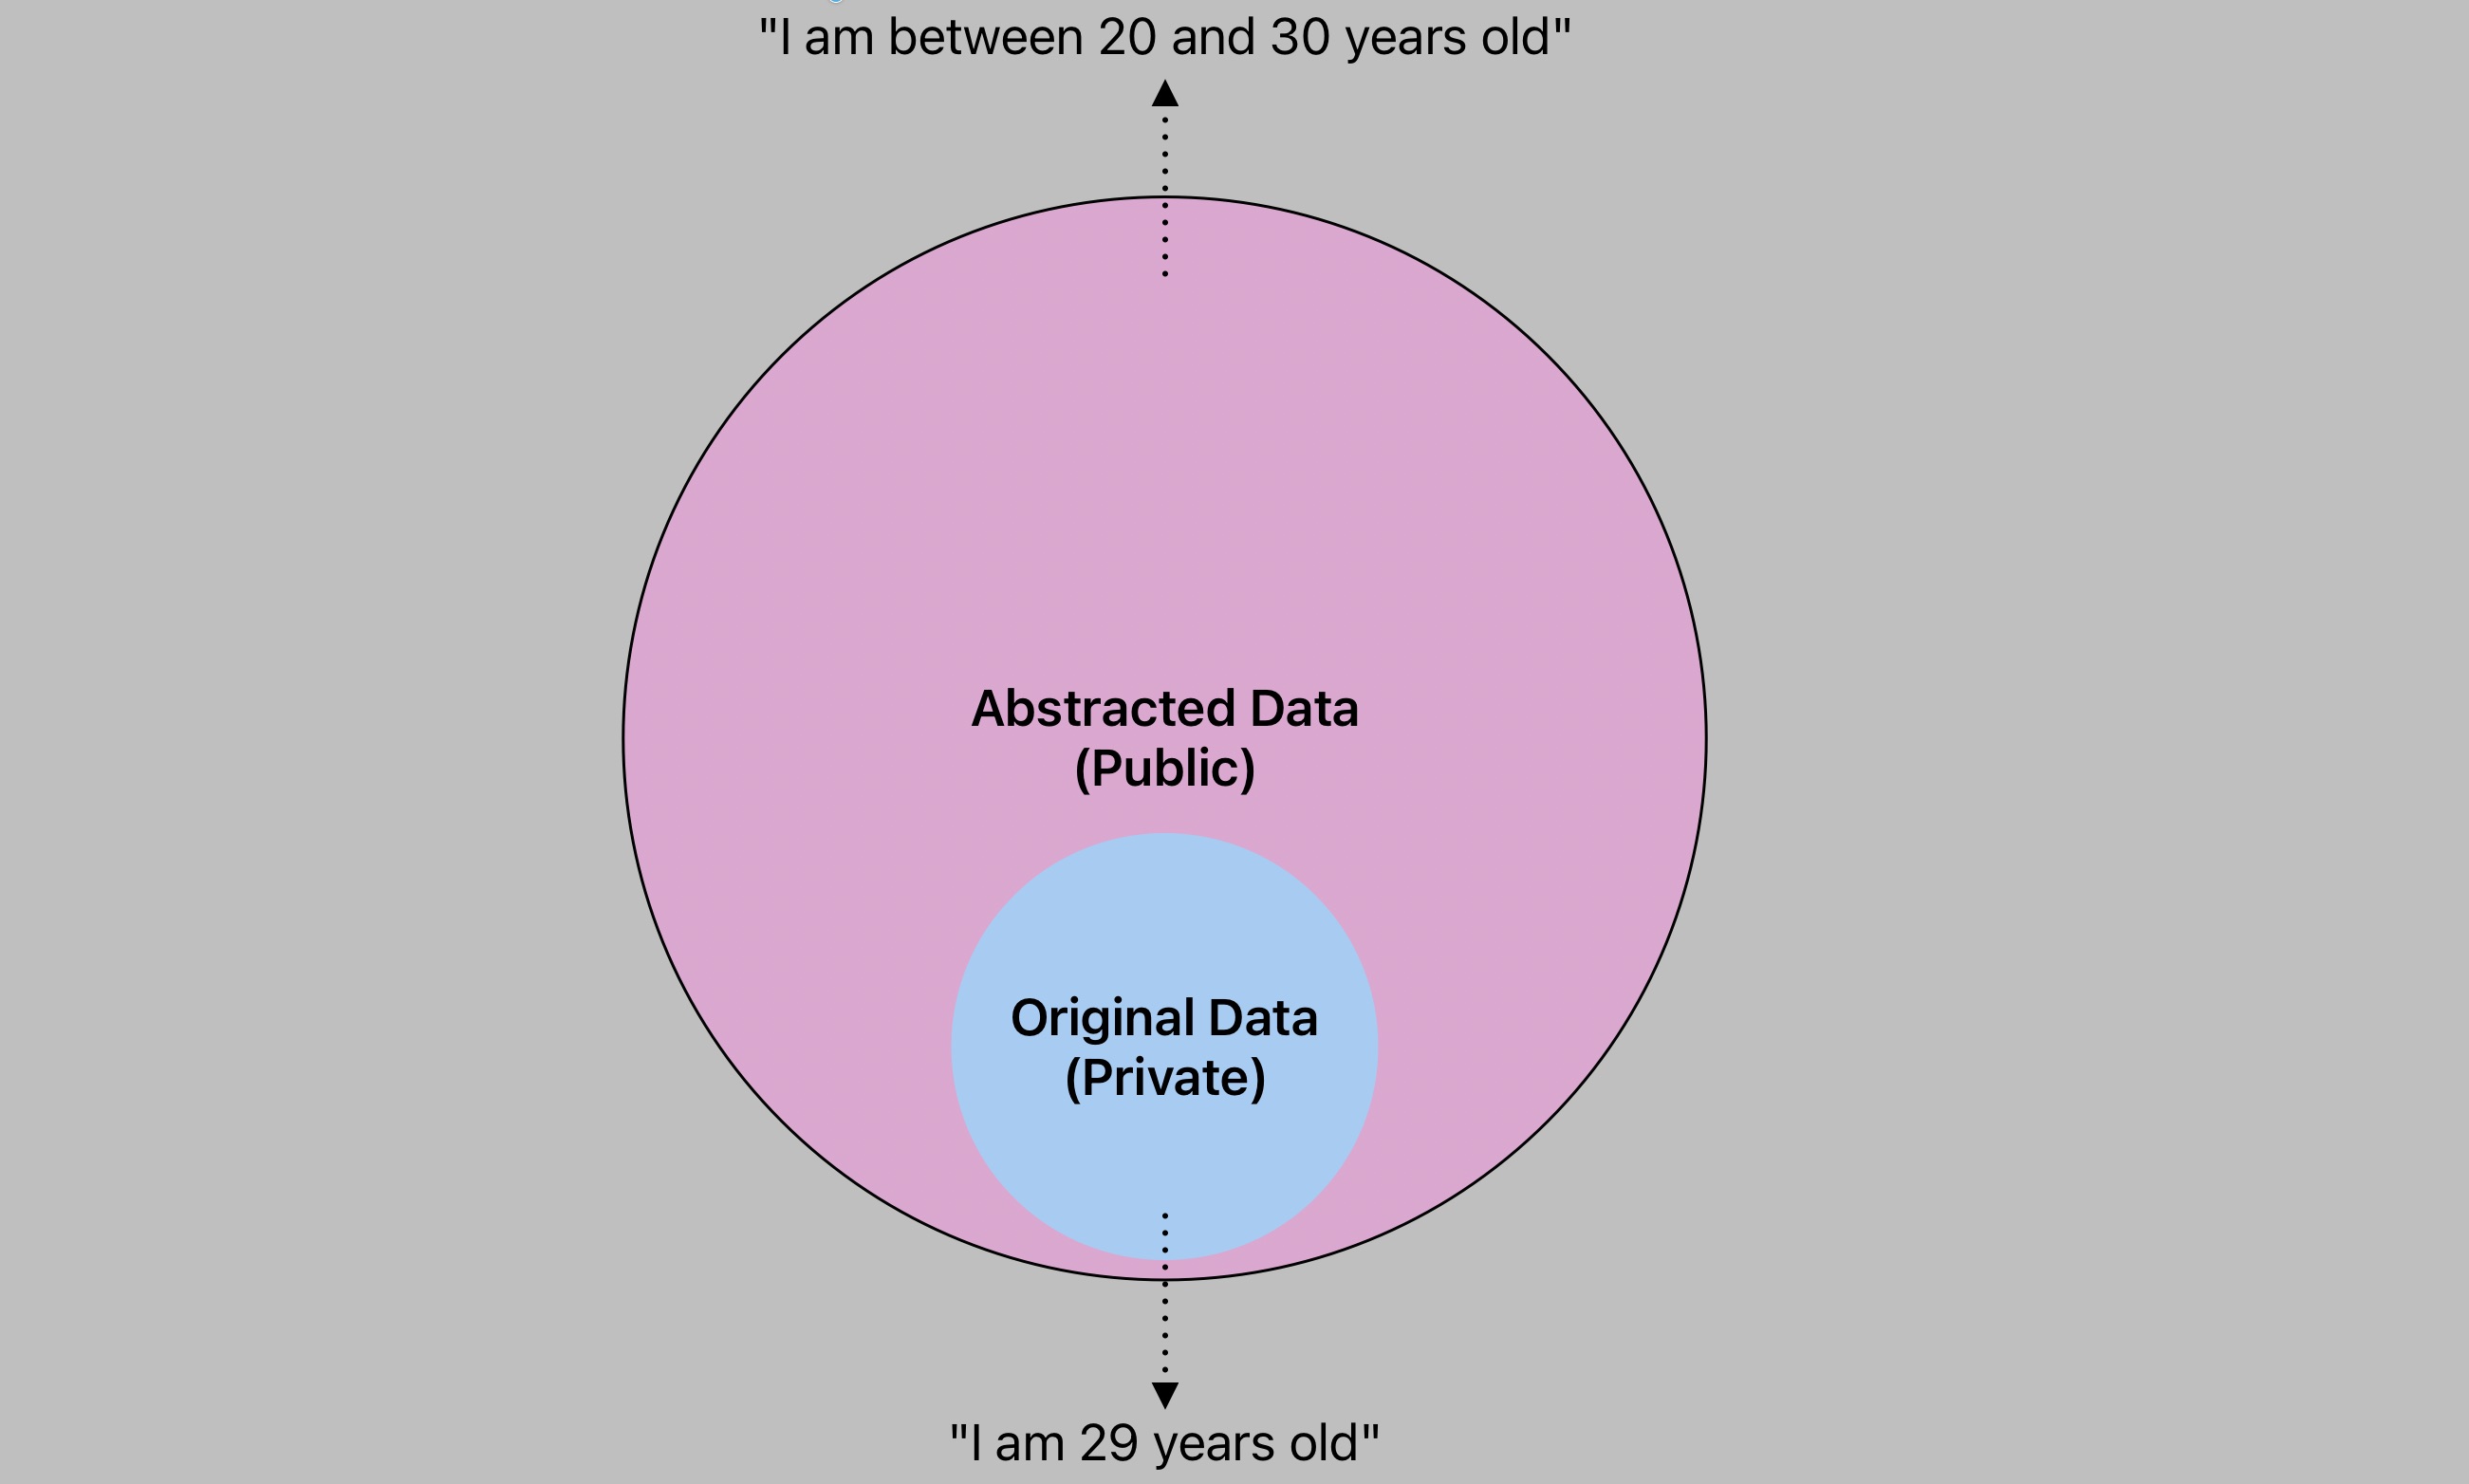 "I am between 20 and 30 years old"
Abstracted Data
(Public)
Original Data
(Private)
"I am 29 years old"